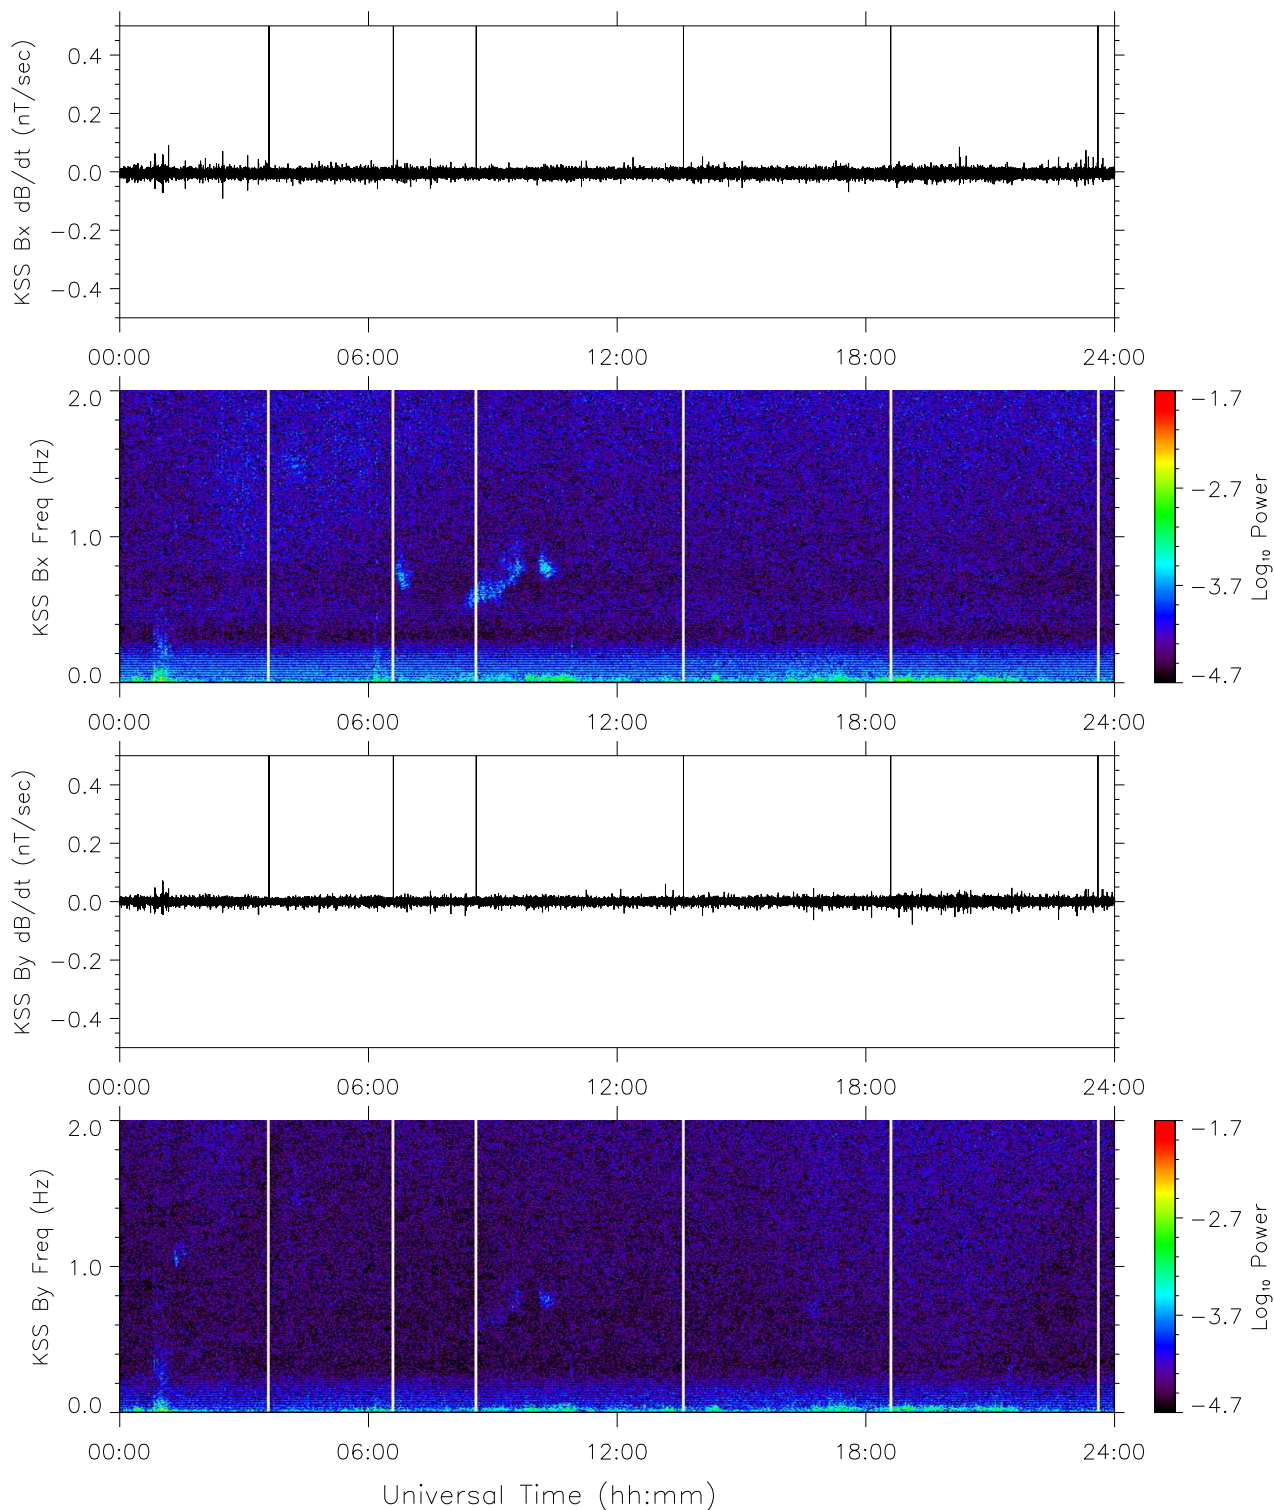 KSS Bx dB/dt (nT/sec)
0.4
0.2
0.0
−0.2
−0.4
00:00 06:00 12:00 18:00 24:00
KSS Bx Freq (Hz)
2.0
1.0
0.0
−1.7
−2.7
−3.7
−4.7
Log₁₀ Power
00:00 06:00 12:00 18:00 24:00
KSS By dB/dt (nT/sec)
0.4
0.2
0.0
−0.2
−0.4
00:00 06:00 12:00 18:00 24:00
KSS By Freq (Hz)
2.0
1.0
0.0
−1.7
−2.7
−3.7
−4.7
Log₁₀ Power
00:00 06:00 12:00 18:00 24:00
Universal Time (hh:mm)